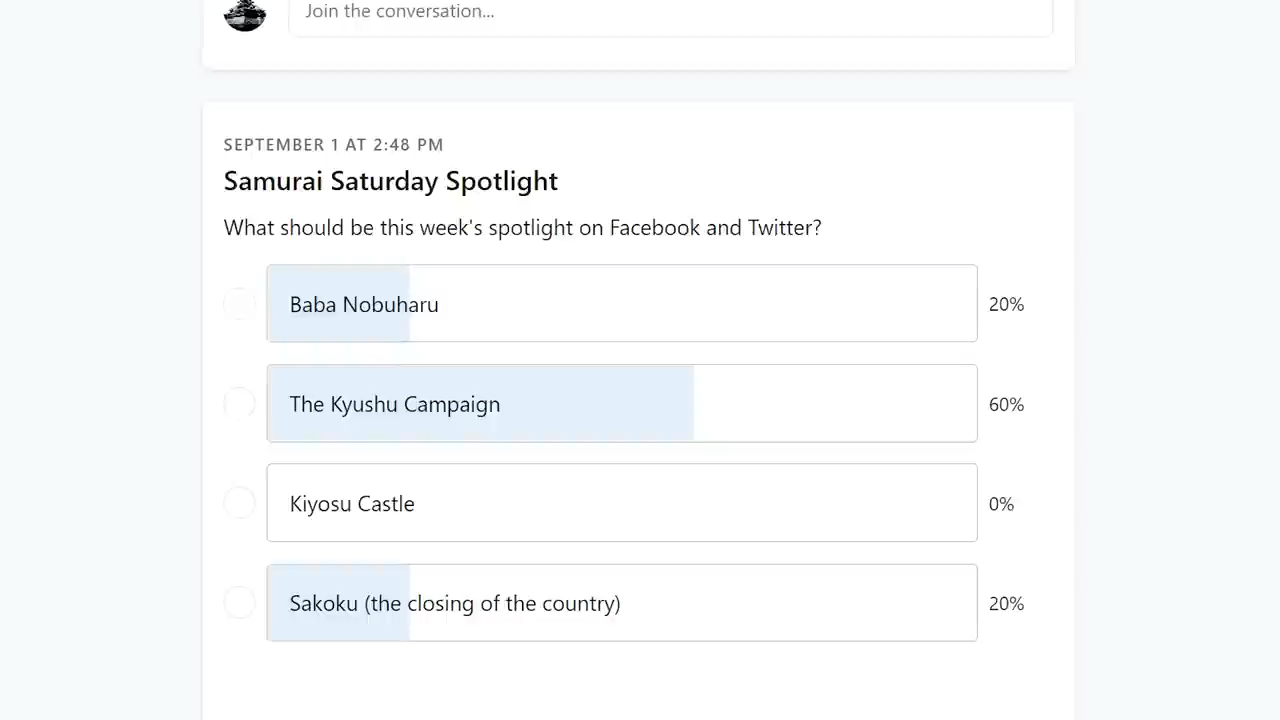 Join the conversation...
SEPTEMBER 1 AT 2:48 PM
Samurai Saturday Spotlight
What should be this week's spotlight on Facebook and Twitter?
Baba Nobuharu 20%
The Kyushu Campaign 60%
Kiyosu Castle 0%
Sakoku (the closing of the country) 20%